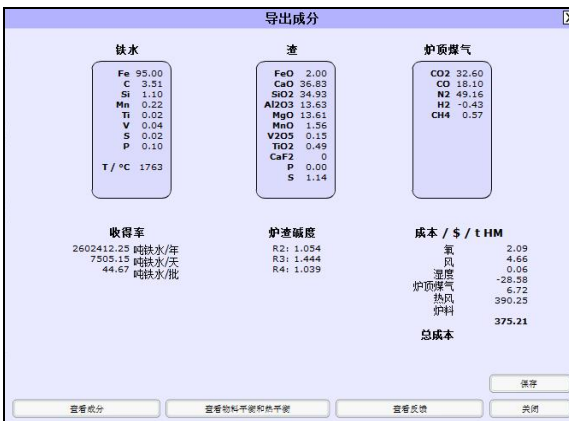 导出成分
铁水
Fe 95.00
C 3.51
Si 1.10
Mn 0.22
Ti 0.02
V 0.04
S 0.02
P 0.10
T / °C 1763
渣
FeO 2.00
CaO 36.83
SiO2 34.93
Al2O3 13.63
MgO 13.61
MnO 1.56
V2O5 0.15
TiO2 0.49
CaF2 0
P 0.00
S 1.14
炉顶煤气
CO2 32.60
CO 18.10
N2 49.16
H2 -0.43
CH4 0.57
收得率
2602412.25 吨铁水/年
7505.15 吨铁水/天
44.67 吨铁水/批
炉渣碱度
R2: 1.054
R3: 1.444
R4: 1.039
成本 / $ / t HM
氧 2.09
风 4.66
湿度 0.06
炉顶煤气 -28.58
热风 6.72
炉料 390.25
总成本 375.21
保存
查看成分
查看物料平衡和热平衡
查看反馈
关闭